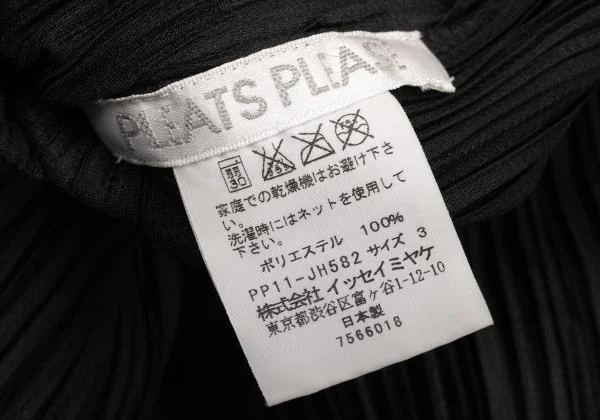 PLEATS PLEASE
弱
30
家庭での乾燥機はお避け下さ
い。
洗濯時にはネットを使用して
下さい。
ポリエステル 100%
PP11-JH582 サイズ 3
株式会社 イッセイミヤケ
東京都渋谷区富ヶ谷1-12-10
日本製
7566018